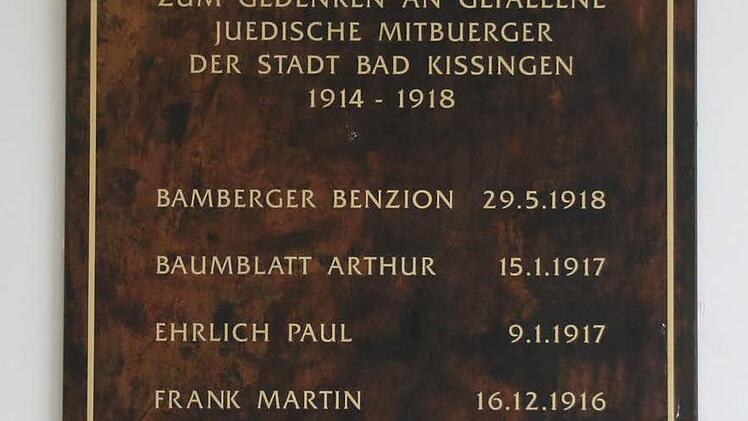 ZUM GEDENKEN AN GEFALLENE
JUEDISCHE MITBUERGER
DER STADT BAD KISSINGEN
1914 - 1918
BAMBERGER BENZION 29.5.1918
BAUMBLATT ARTHUR 15.1.1917
EHRLICH PAUL 9.1.1917
FRANK MARTIN 16.12.1916